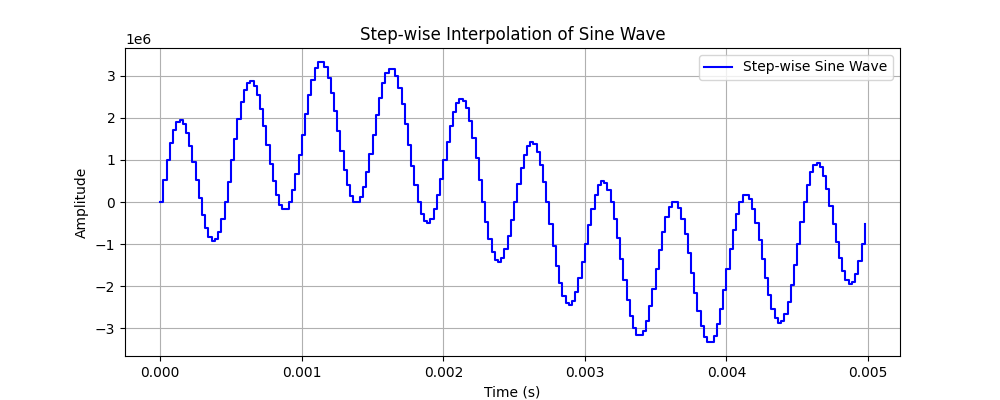 Step-wise Interpolation of Sine Wave
1e6
Step-wise Sine Wave
3
2
1
0
−1
−2
−3
Amplitude
0.000 0.001 0.002 0.003 0.004 0.005
Time (s)